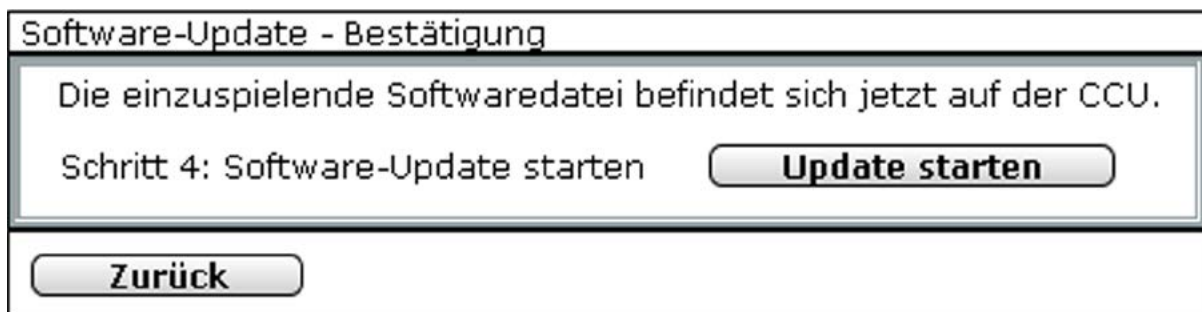 Software-Update - Bestätigung
Die einzuspielende Softwaredatei befindet sich jetzt auf der CCU.
Schritt 4: Software-Update starten Update starten
Zurück